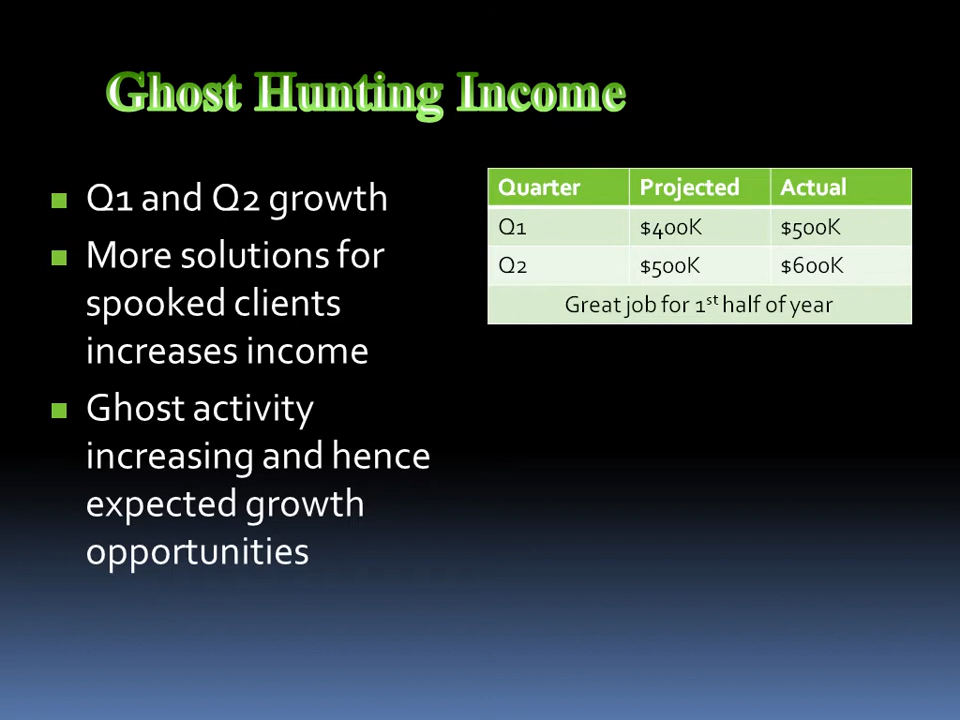 Ghost Hunting Income
Q1 and Q2 growth
More solutions for
spooked clients
increases income
Ghost activity
increasing and hence
expected growth
opportunities
Quarter Projected Actual
Q1 $400K $500K
Q2 $500K $600K
Great job for 1st half of year